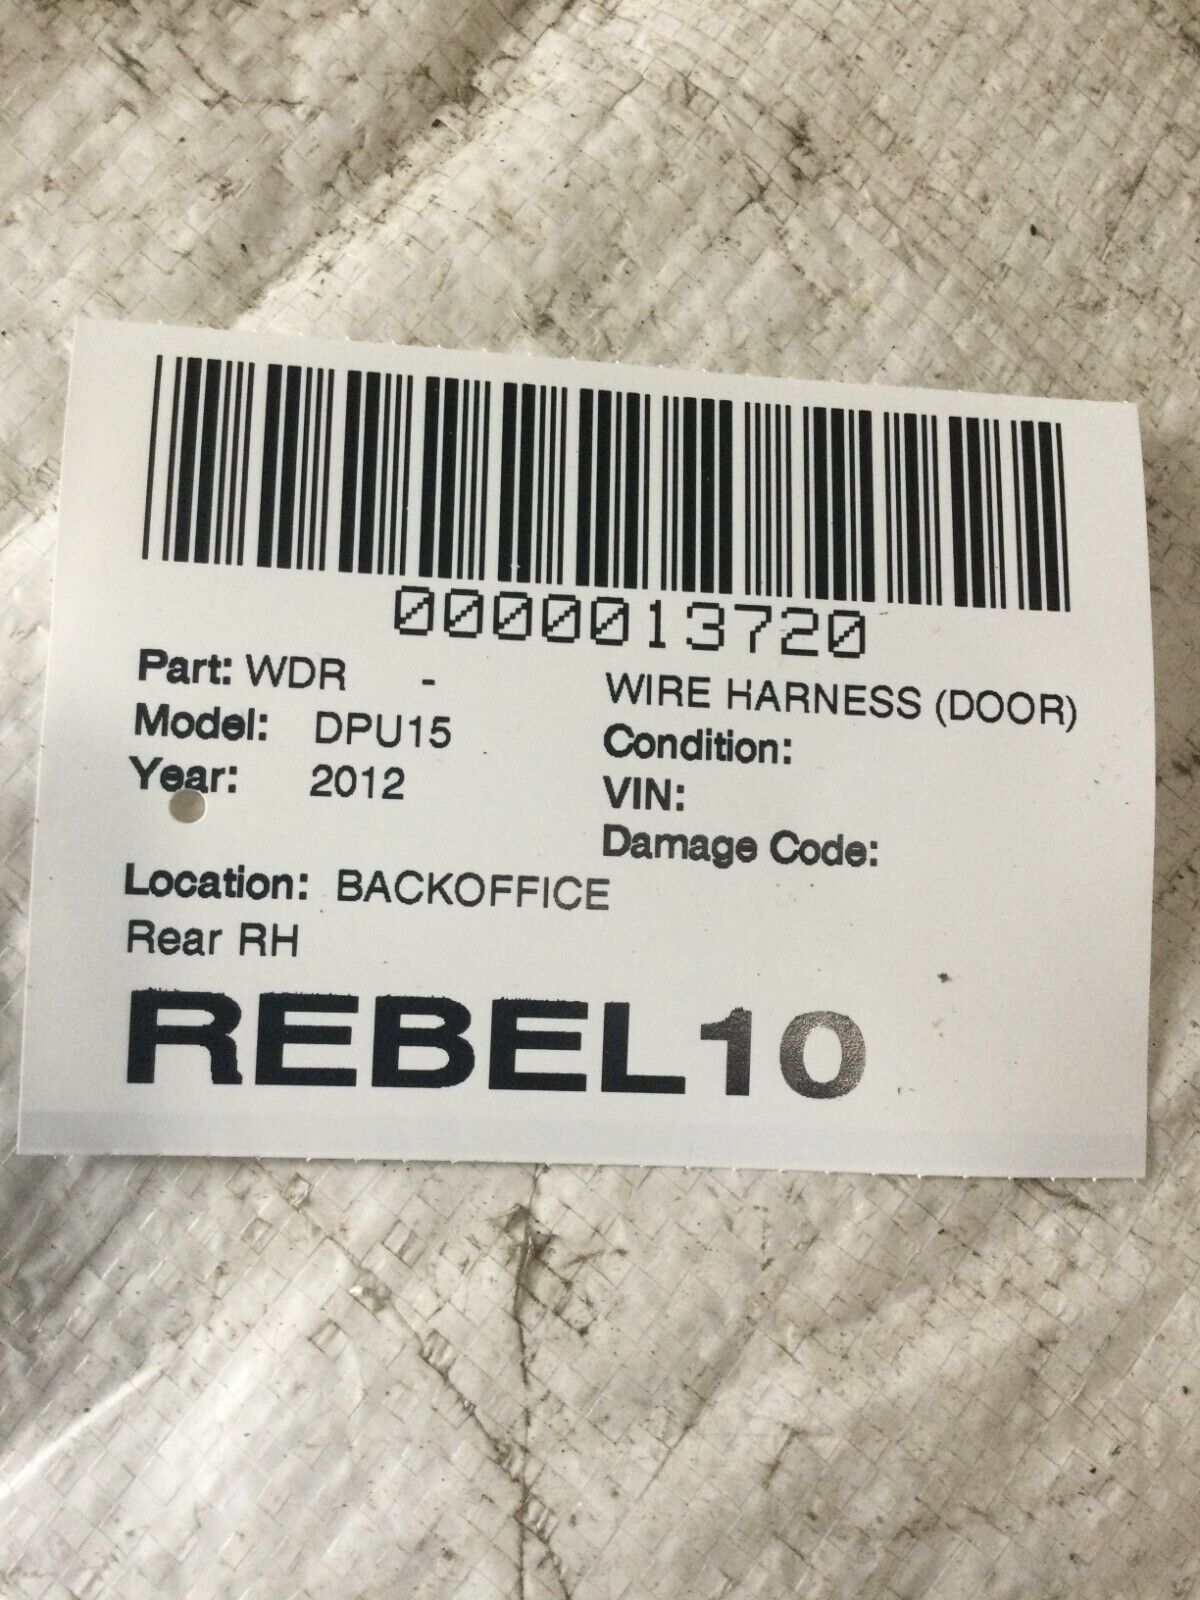 0000013720
Part: WDR - WIRE HARNESS (DOOR)
Model: DPU15 Condition:
Year: 2012 VIN:
Damage Code:
Location: BACKOFFICE
Rear RH
REBEL10